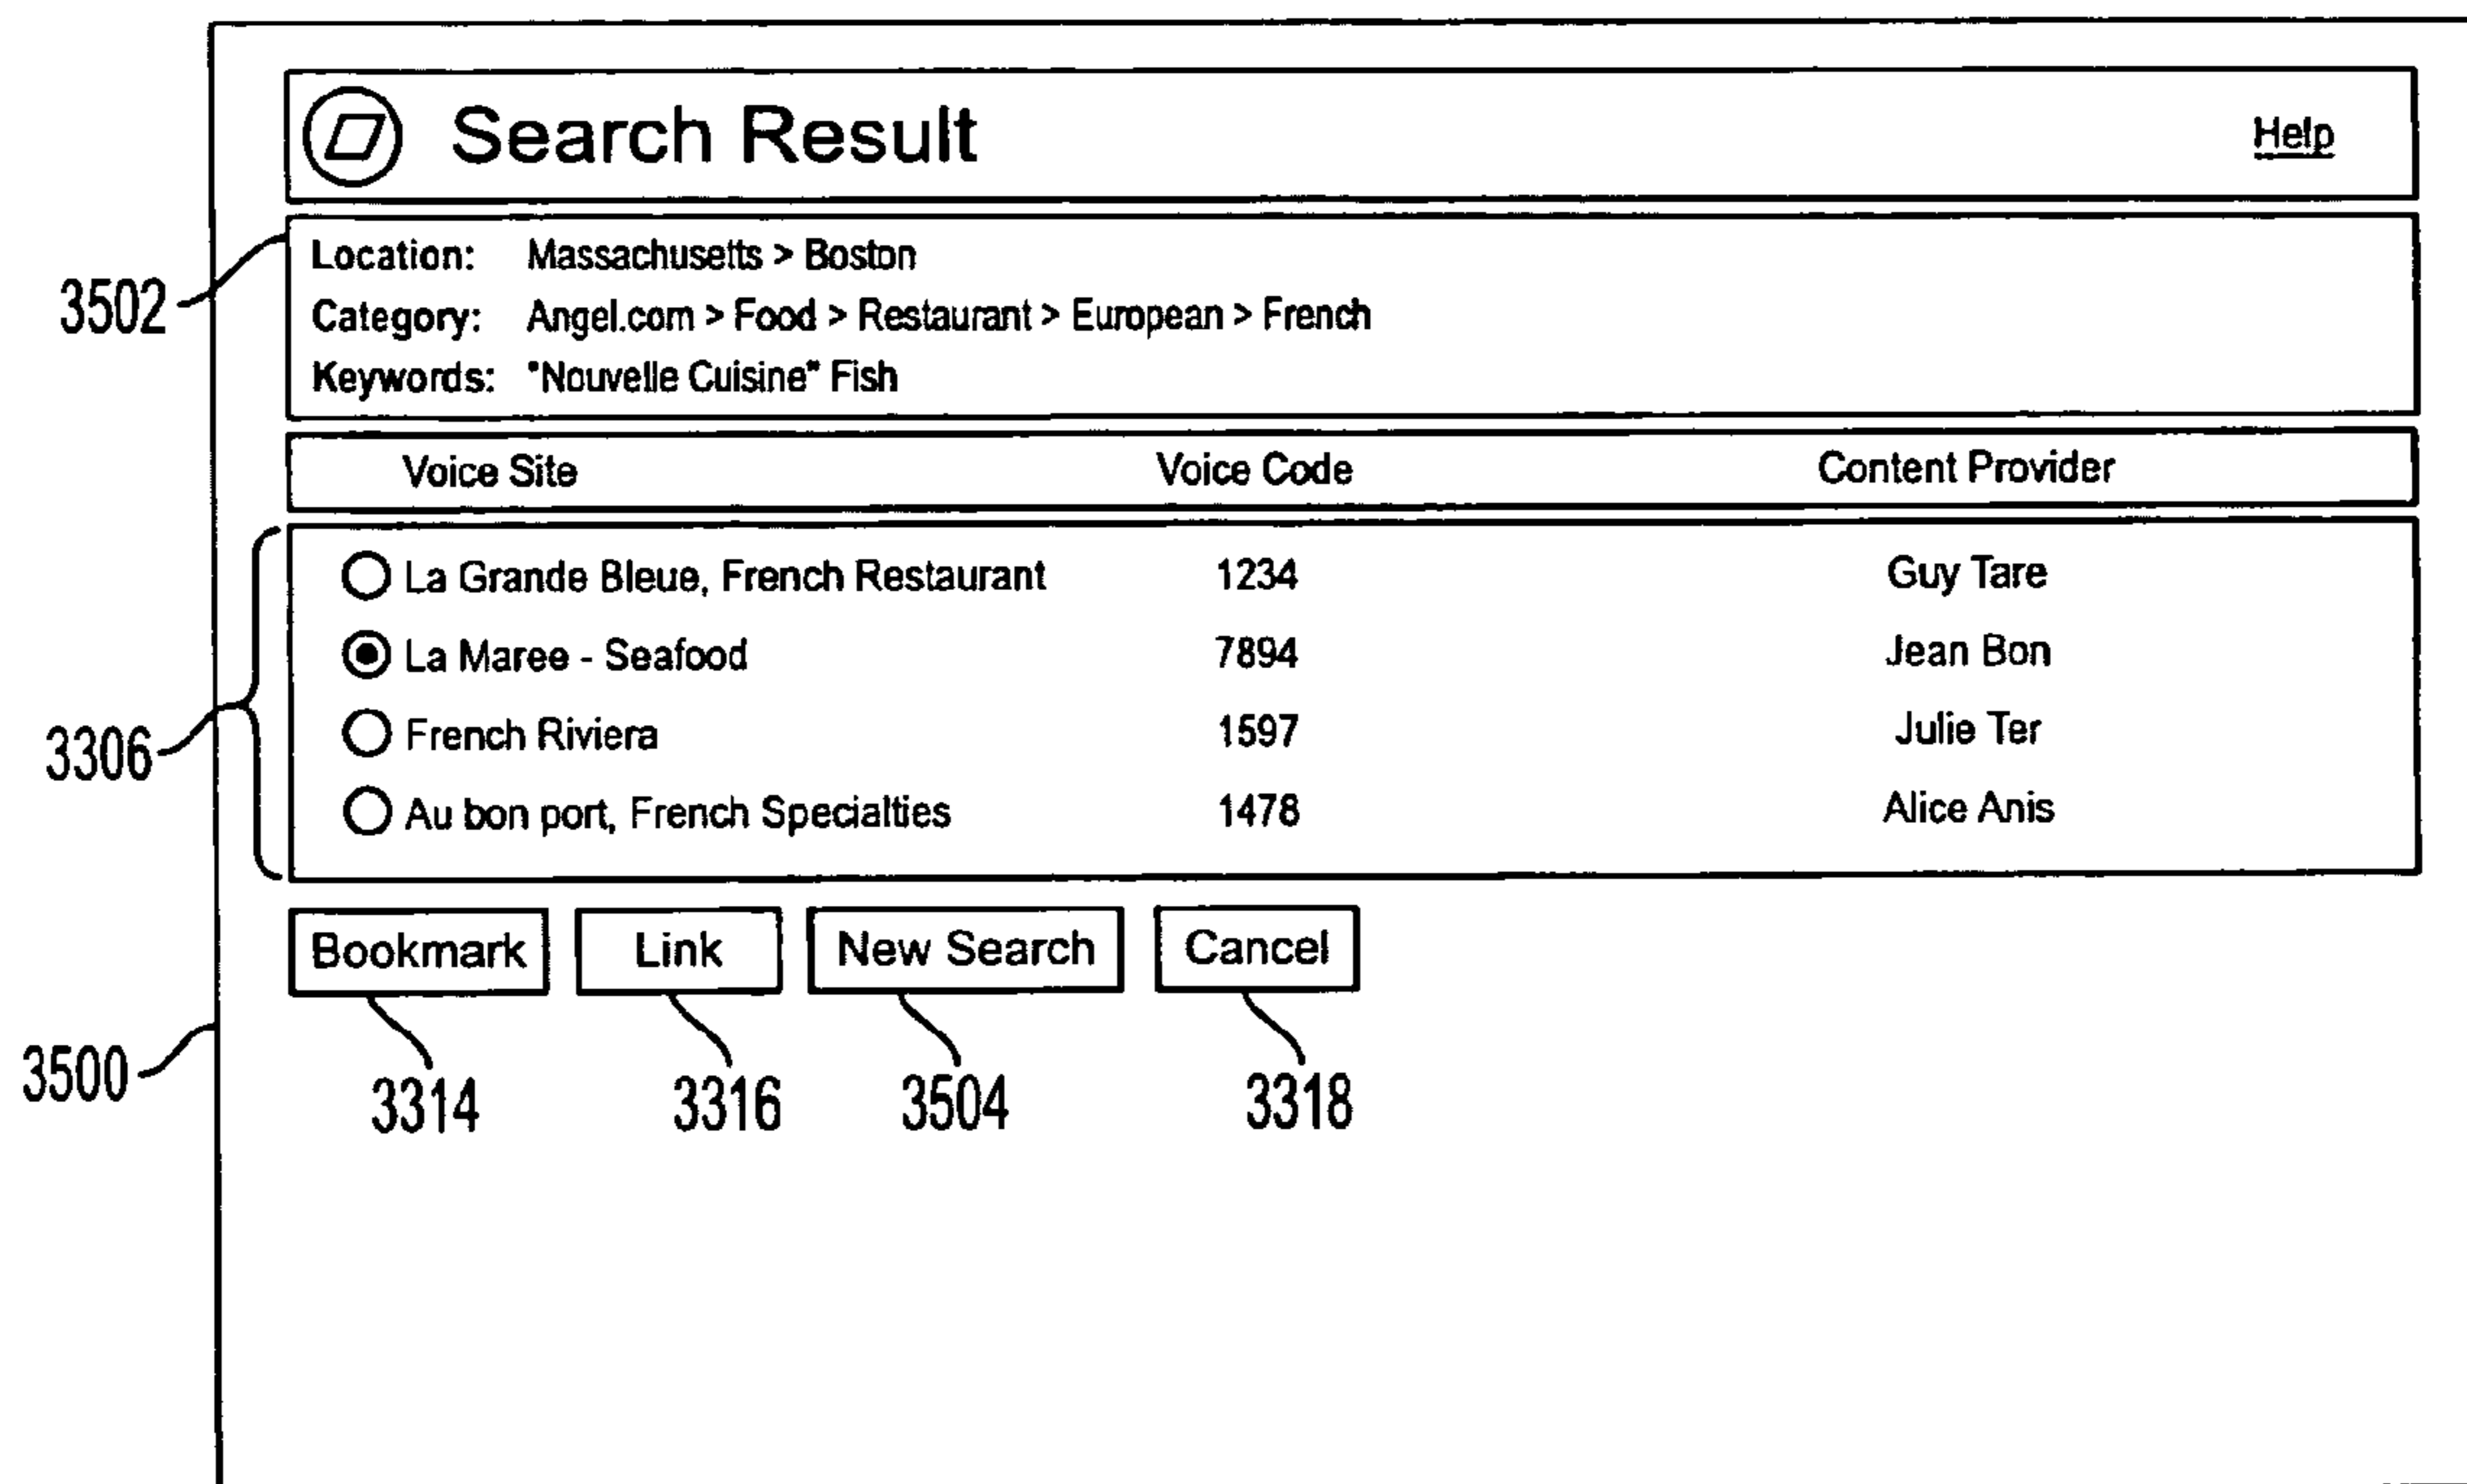 Search Result Help
3502
Location: Massachusetts > Boston
Category: Angel.com > Food > Restaurant > European > French
Keywords: "Nouvelle Cuisine" Fish
Voice Site Voice Code Content Provider
3306
La Grande Bleue, French Restaurant 1234 Guy Tare
La Maree - Seafood 7894 Jean Bon
French Riviera 1597 Julie Ter
Au bon port, French Specialties 1478 Alice Anis
Bookmark Link New Search Cancel
3500
3314 3316 3504 3318